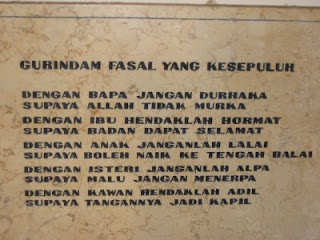 GURINDAM FASAL YANG KESEPULUH
DENGAN BAPA JANGAN DURHAKA
SUPAYA ALLAH TIDAK MURKA
DENGAN IBU HENDAKLAH HORMAT
SUPAYA BADAN DAPAT SELAMAT
DENGAN ANAK JANGANLAH LALAI
SUPAYA BOLEH NAIK KE TENGAH BALAI
DENGAN ISTERI JANGANLAH ALPA
SUPAYA MALU JANGAN MENERPA
DENGAN KAWAN HENDAKLAH ADIL
SUPAYA TANGANNYA JADI KAPIL